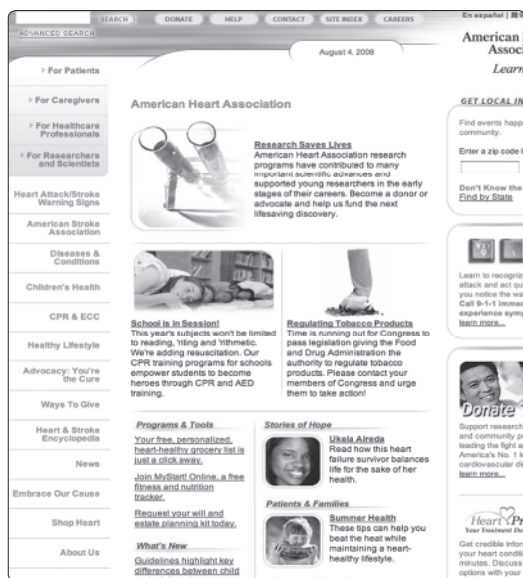 SEARCH
DONATE
HELP
CONTACT
SITE INDEX
CAREERS
ADVANCED SEARCH
En español
August 4, 2008
American
Associ
Learn
> For Patients
> For Caregivers
> For Healthcare
Professionals
> For Researchers
and Scientists
Heart Attack/Stroke
Warning Signs
American Stroke
Association
Diseases &
Conditions
Children's Health
CPR & ECC
Healthy Lifestyle
Advocacy: You're
the Cure
Ways To Give
Heart & Stroke
Encyclopedia
News
Embrace Our Cause
Shop Heart
About Us
American Heart Association
Research Saves Lives
American Heart Association research
programs have contributed to many
important scientific advances and
supported young researchers in the early
stages of their careers. Become a donor or
advocate and help us fund the next
lifesaving discovery.
School is in Session!
This year's subjects won't be limited
to reading, 'riting and 'rithmetic.
We're adding resuscitation. Our
CPR training programs for schools
empower students to become
heroes through CPR and AED
training.
Regulating Tobacco Products
Time is running out for Congress to
pass legislation giving the Food
and Drug Administration the
authority to regulate tobacco
products. Please contact your
members of Congress and urge
them to take action!
Programs & Tools
Your free, personalized,
heart-healthy grocery list is
just a click away.
Join MyStart! Online, a free
fitness and nutrition
tracker.
Request your will and
estate planning kit today.
What's New
Guidelines highlight key
differences between child
Stories of Hope
Ukela Alreda
Read how this heart
failure survivor balances
life for the sake of her
health.
Patients & Families
Summer Health
These tips can help you
beat the heat while
maintaining a heart-
healthy lifestyle.
GET LOCAL IN
Find events happ
community.
Enter a zip code
Don't Know the
Find by State
Learn to recogniz
attack and act qu
you notice the wa
Call 9-1-1 imme
experience symp
learn more...
Donate
Support research
and community p
leading the fight a
America's No. 1 k
cardiovascular di
learn more...
Heart Pr
Your Treatment De
Get credible infor
your heart condit
minutes. Discuss
options with your